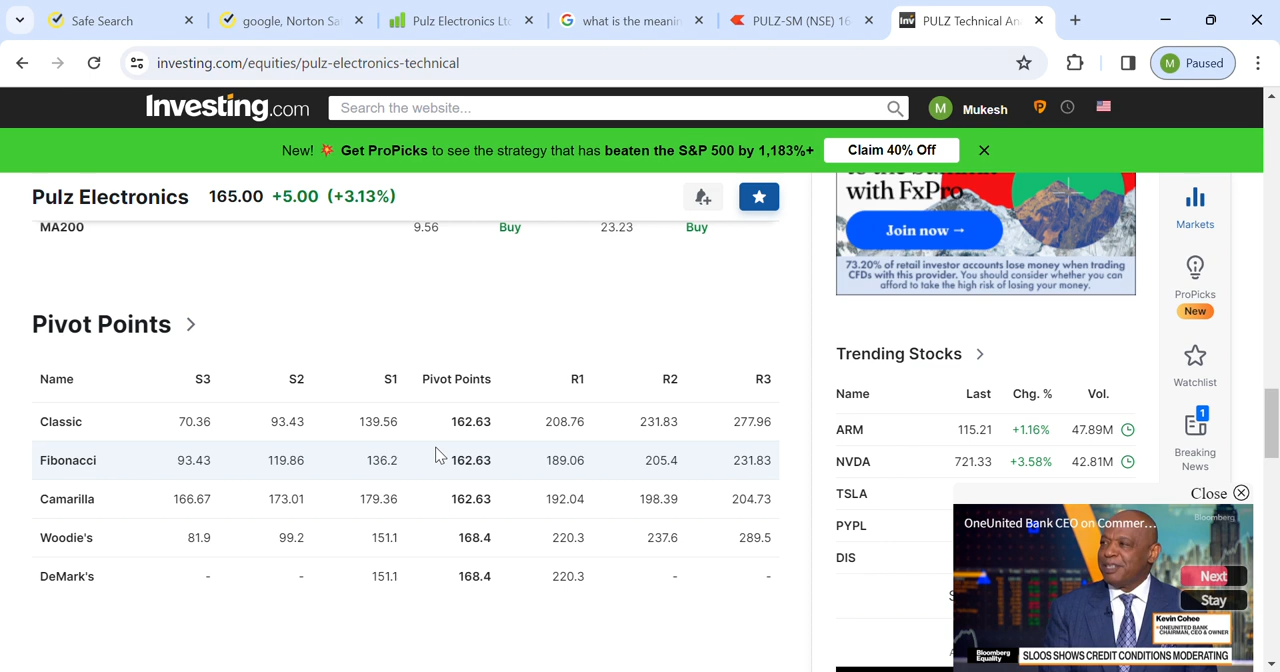 Safe Search
google, Norton Sa
Pulz Electronics Ltd
what is the meanin
PULZ-SM (NSE) 16
PULZ Technical An
investing.com/equities/pulz-electronics-technical
M Paused
Investing.com
Search the website...
M Mukesh
New! Get ProPicks to see the strategy that has beaten the S&P 500 by 1,183%+
Claim 40% Off
Pulz Electronics 165.00 +5.00 (+3.13%)
MA200 9.56 Buy 23.23 Buy
Pivot Points
Name S3 S2 S1 Pivot Points R1 R2 R3
Classic 70.36 93.43 139.56 162.63 208.76 231.83 277.96
Fibonacci 93.43 119.86 136.2 162.63 189.06 205.4 231.83
Camarilla 166.67 173.01 179.36 162.63 192.04 198.39 204.73
Woodie's 81.9 99.2 151.1 168.4 220.3 237.6 289.5
DeMark's - - 151.1 168.4 220.3 - -
with FxPro
Join now →
73.20% of retail investor accounts lose money when trading
CFDs with this provider. You should consider whether you can
afford to take the high risk of losing your money.
Trending Stocks
Name Last Chg. % Vol.
ARM 115.21 +1.16% 47.89M
NVDA 721.33 +3.58% 42.81M
TSLA
PYPL
DIS
Markets
ProPicks
New
Watchlist
1
Breaking
News
Close
OneUnited Bank CEO on Commer...
Bloomberg
Next
Stay
Kevin Cohee
ONEUNITED BANK
CHAIRMAN, CEO & OWNER
Bloomberg
Equality
SLOOS SHOWS CREDIT CONDITIONS MODERATING